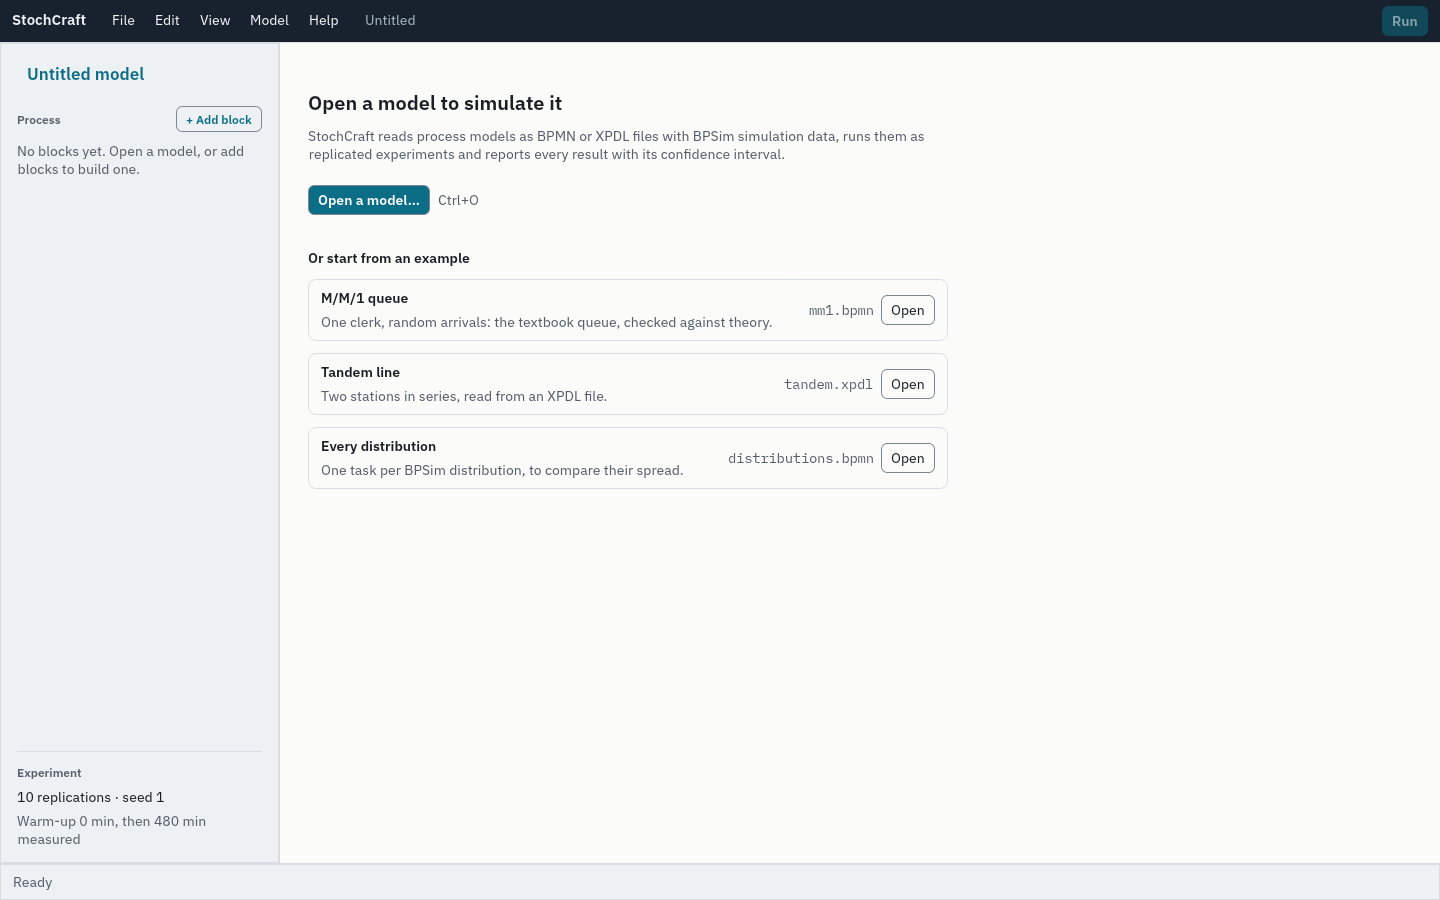 StochCraft File Edit View Model Help Untitled Run
Untitled model
Process + Add block
No blocks yet. Open a model, or add
blocks to build one.
Experiment
10 replications · seed 1
Warm-up 0 min, then 480 min
measured
Open a model to simulate it
StochCraft reads process models as BPMN or XPDL files with BPSim simulation data, runs them as
replicated experiments and reports every result with its confidence interval.
Open a model... Ctrl+O
Or start from an example
M/M/1 queue
One clerk, random arrivals: the textbook queue, checked against theory.
mm1.bpmn Open
Tandem line
Two stations in series, read from an XPDL file.
tandem.xpdl Open
Every distribution
One task per BPSim distribution, to compare their spread.
distributions.bpmn Open
Ready